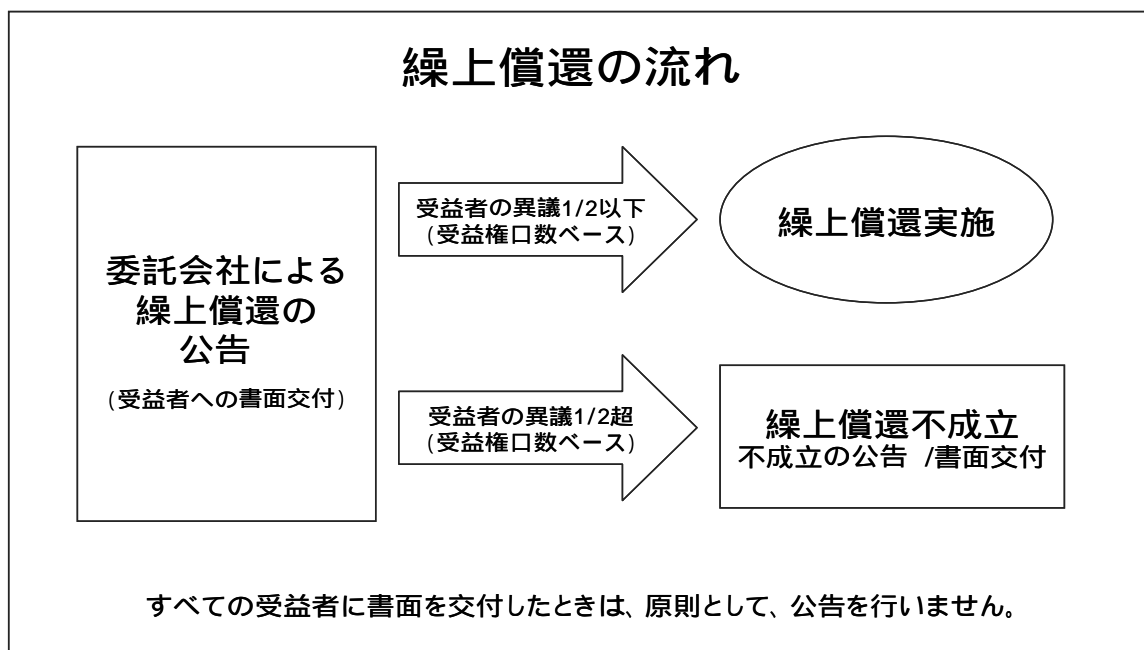 繰上償還の流れ
委託会社による
繰上償還の
公告
(受益者への書面交付)
受益者の異議1/2以下
(受益権口数ベース)
繰上償還実施
受益者の異議1/2超
(受益権口数ベース)
繰上償還不成立
不成立の公告 /書面交付
すべての受益者に書面を交付したときは、原則として、公告を行いません。